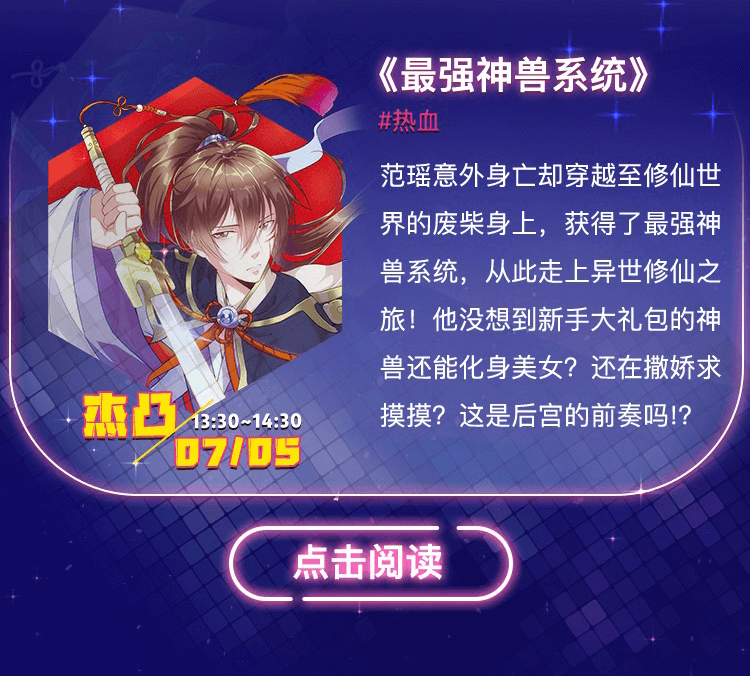 《最强神兽系统》
#热血
范瑶意外身亡却穿越至修仙世
界的废柴身上，获得了最强神
兽系统，从此走上异世修仙之
旅！他没想到新手大礼包的神
兽还能化身美女？还在撒娇求
摸摸？这是后宫的前奏吗!?
杰凸 13:30~14:30
07/05
点击阅读